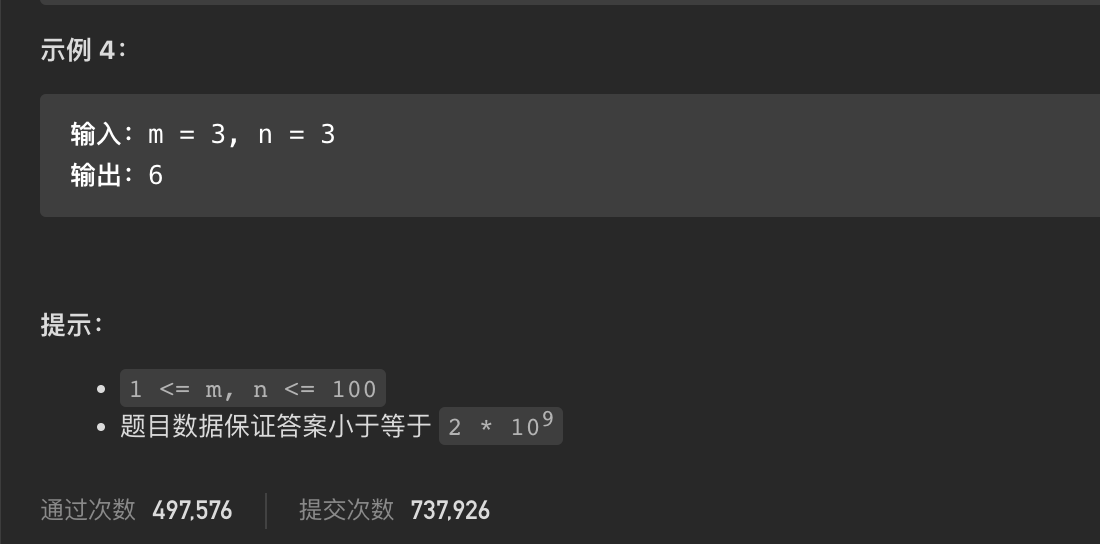 示例 4：
输入：m = 3, n = 3
输出：6
提示：
1 <= m, n <= 100
题目数据保证答案小于等于 2 * 10⁹
通过次数 497,576 提交次数 737,926